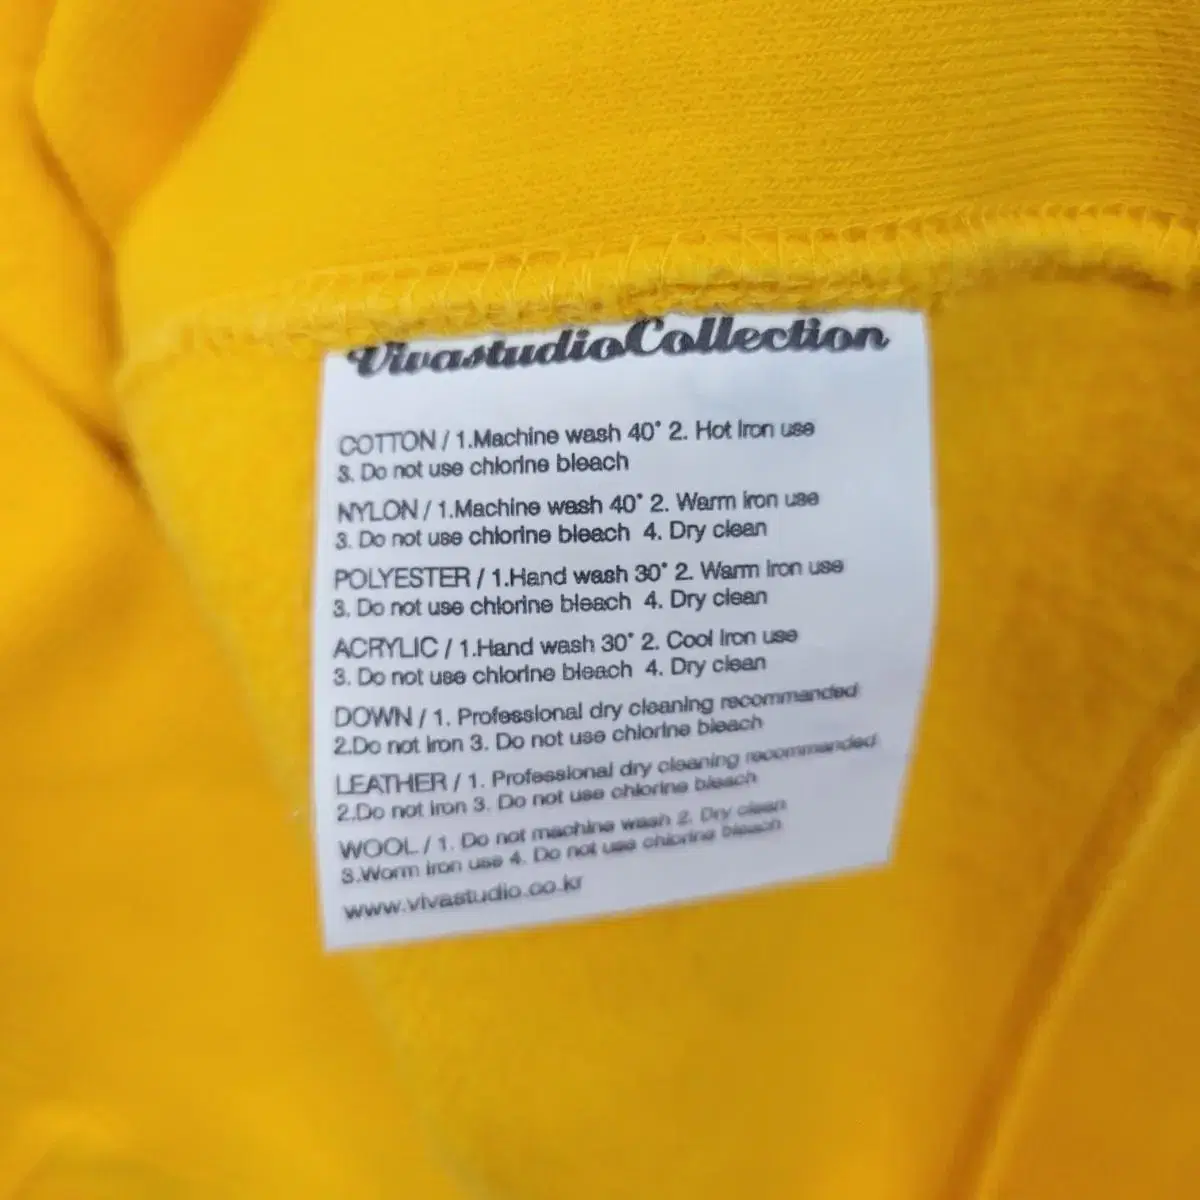 VivastudioCollection
COTTON / 1.Machine wash 40° 2. Hot Iron use
3. Do not use chlorine bleach
NYLON / 1.Machine wash 40° 2. Warm iron use
3. Do not use chlorine bleach 4. Dry clean
POLYESTER / 1.Hand wash 30° 2. Warm Iron use
3. Do not use chlorine bleach 4. Dry clean
ACRYLIC / 1.Hand wash 30° 2. Cool Iron use
3. Do not use chlorine bleach 4. Dry clean
DOWN / 1. Professional dry cleaning recommanded
2.Do not Iron 3. Do not use chlorine bleach
LEATHER / 1. Professional dry cleaning recommanded
2.Do not Iron 3. Do not use chlorine bleach
WOOL / 1. Do not machine wash 2. Dry clean
3.Worm Iron use 4. Do not use chlorine bleach
www.vivastudio.co.kr